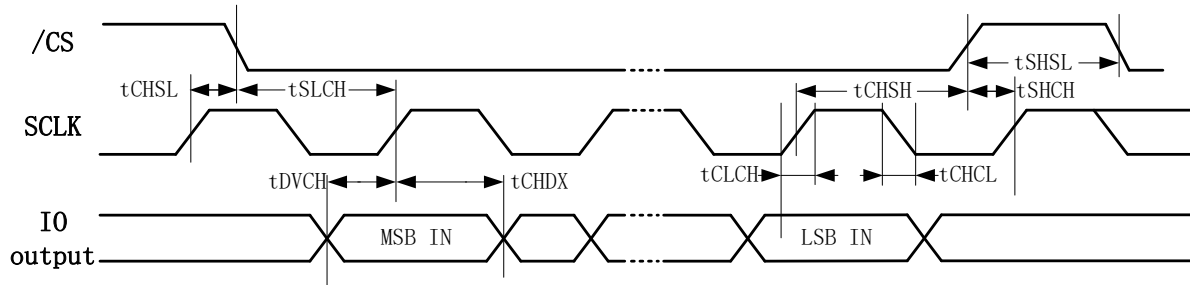 /CS
tCHSL
tSLCH
tCHSH
tSHSL
tSHCH
SCLK
tDVCH
tCHDX
tCLCH
tCHCL
IO
output
MSB IN
LSB IN